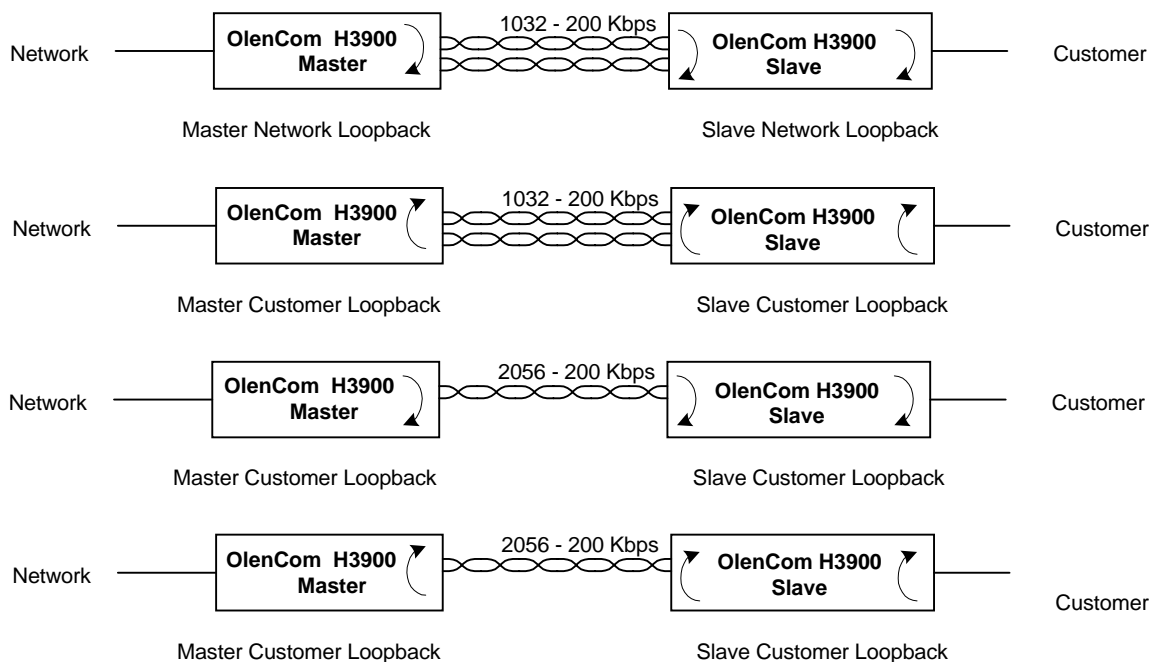 1032 - 200 Kbps
Network
OlenCom H3900
Master
OlenCom H3900
Slave
Customer
Master Network Loopback
Slave Network Loopback
1032 - 200 Kbps
Network
OlenCom H3900
Master
OlenCom H3900
Slave
Customer
Master Customer Loopback
Slave Customer Loopback
2056 - 200 Kbps
Network
OlenCom H3900
Master
OlenCom H3900
Slave
Customer
Master Customer Loopback
Slave Customer Loopback
2056 - 200 Kbps
Network
OlenCom H3900
Master
OlenCom H3900
Slave
Customer
Master Customer Loopback
Slave Customer Loopback